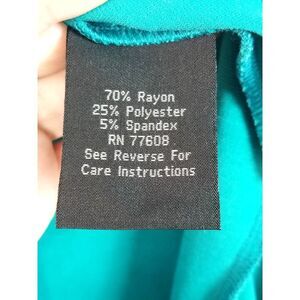 70% Rayon
25% Polyester
5% Spandex
RN 77608
See Reverse For
Care Instructions